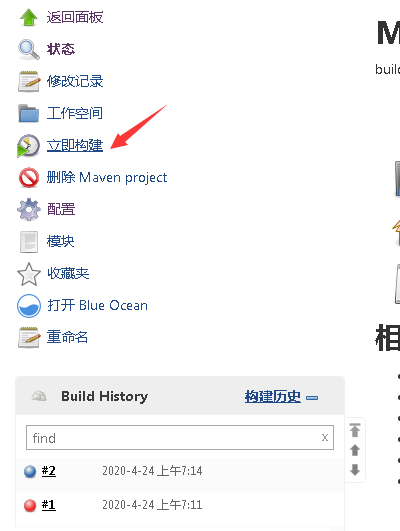 返回面板
状态
修改记录
工作空间
立即构建
删除 Maven project
配置
模块
收藏夹
打开 Blue Ocean
重命名
M
build
相
Build History
构建历史
find
x
#2 2020-4-24 上午7:14
#1 2020-4-24 上午7:11